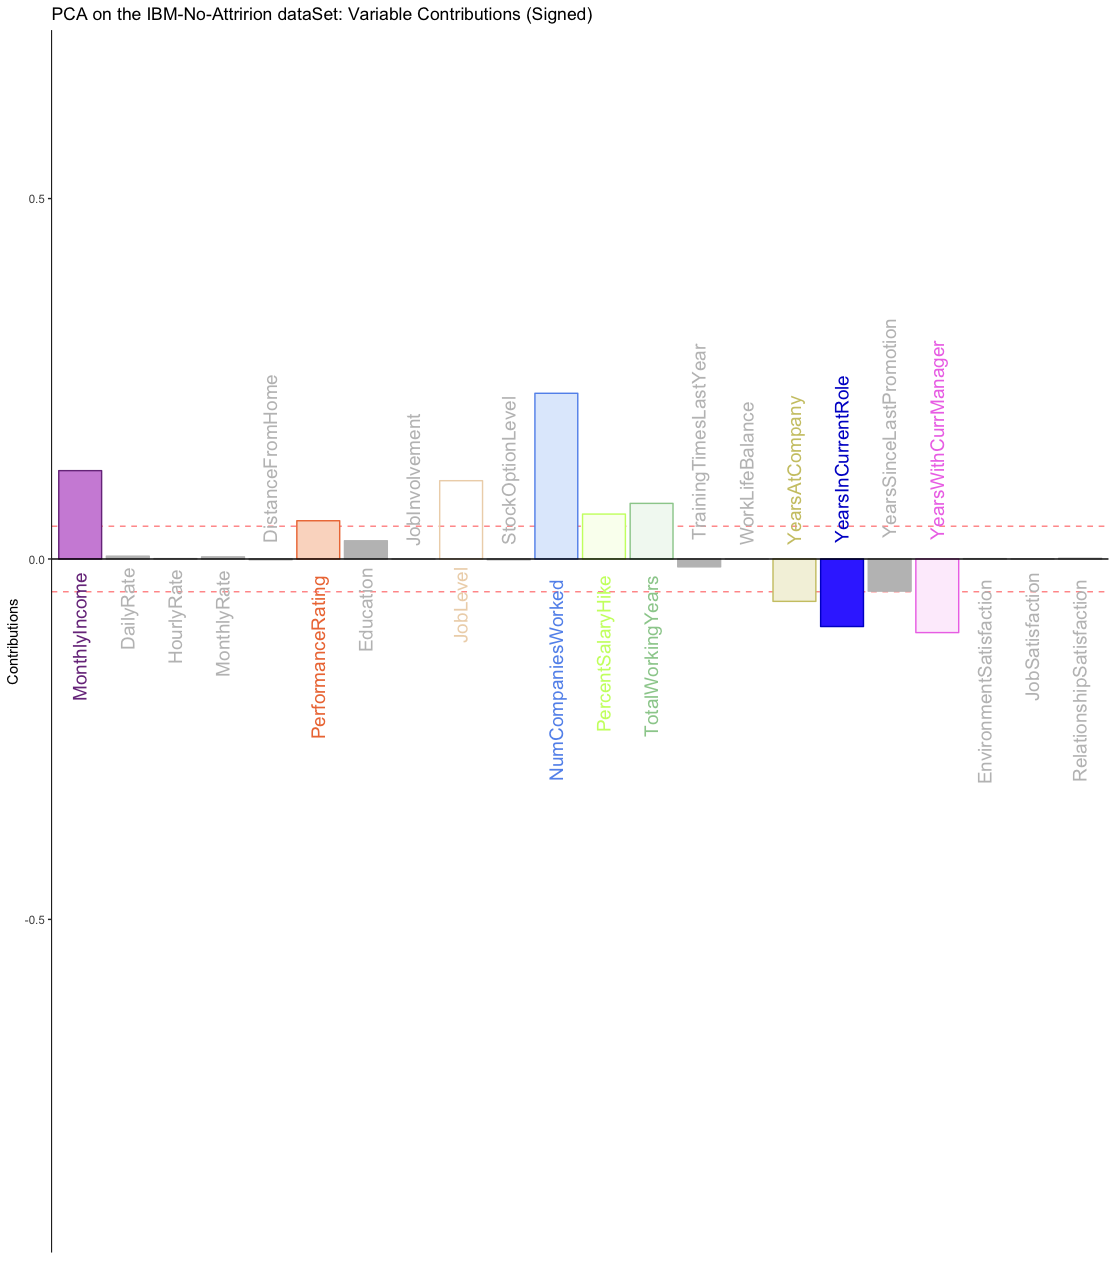 PCA on the IBM-No-Attririon dataSet: Variable Contributions (Signed)
Contributions
0.5
0.0
-0.5
MonthlyIncome
DailyRate
HourlyRate
MonthlyRate
DistanceFromHome
PerformanceRating
Education
JobInvolvement
JobLevel
StockOptionLevel
NumCompaniesWorked
PercentSalaryHike
TotalWorkingYears
TrainingTimesLastYear
WorkLifeBalance
YearsAtCompany
YearsInCurrentRole
YearsSinceLastPromotion
YearsWithCurrManager
EnvironmentSatisfaction
JobSatisfaction
RelationshipSatisfaction